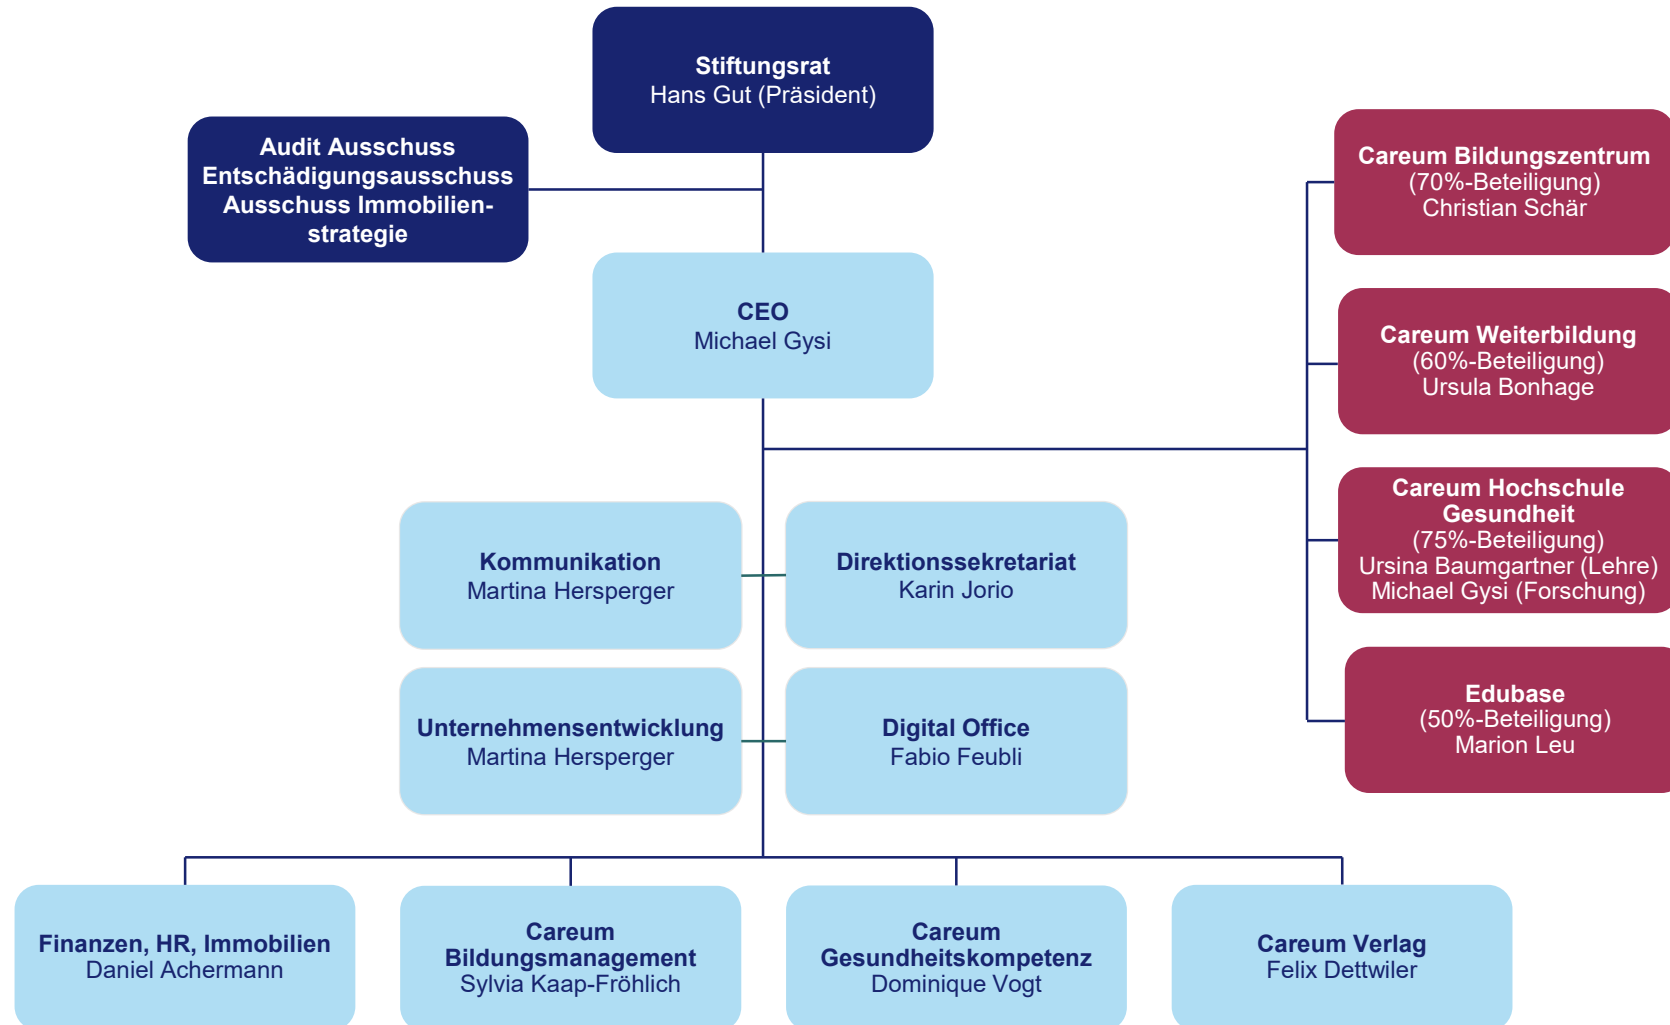 Stiftungsrat
Hans Gut (Präsident)
Audit Ausschuss
Entschädigungsausschuss
Ausschuss Immobilien-
strategie
CEO
Michael Gysi
Careum Bildungszentrum
(70%-Beteiligung)
Christian Schär
Careum Weiterbildung
(60%-Beteiligung)
Ursula Bonhage
Careum Hochschule
Gesundheit
(75%-Beteiligung)
Ursina Baumgartner (Lehre)
Michael Gysi (Forschung)
Edubase
(50%-Beteiligung)
Marion Leu
Kommunikation
Martina Hersperger
Direktionssekretariat
Karin Jorio
Unternehmensentwicklung
Martina Hersperger
Digital Office
Fabio Feubli
Finanzen, HR, Immobilien
Daniel Achermann
Careum
Bildungsmanagement
Sylvia Kaap-Fröhlich
Careum
Gesundheitskompetenz
Dominique Vogt
Careum Verlag
Felix Dettwiler